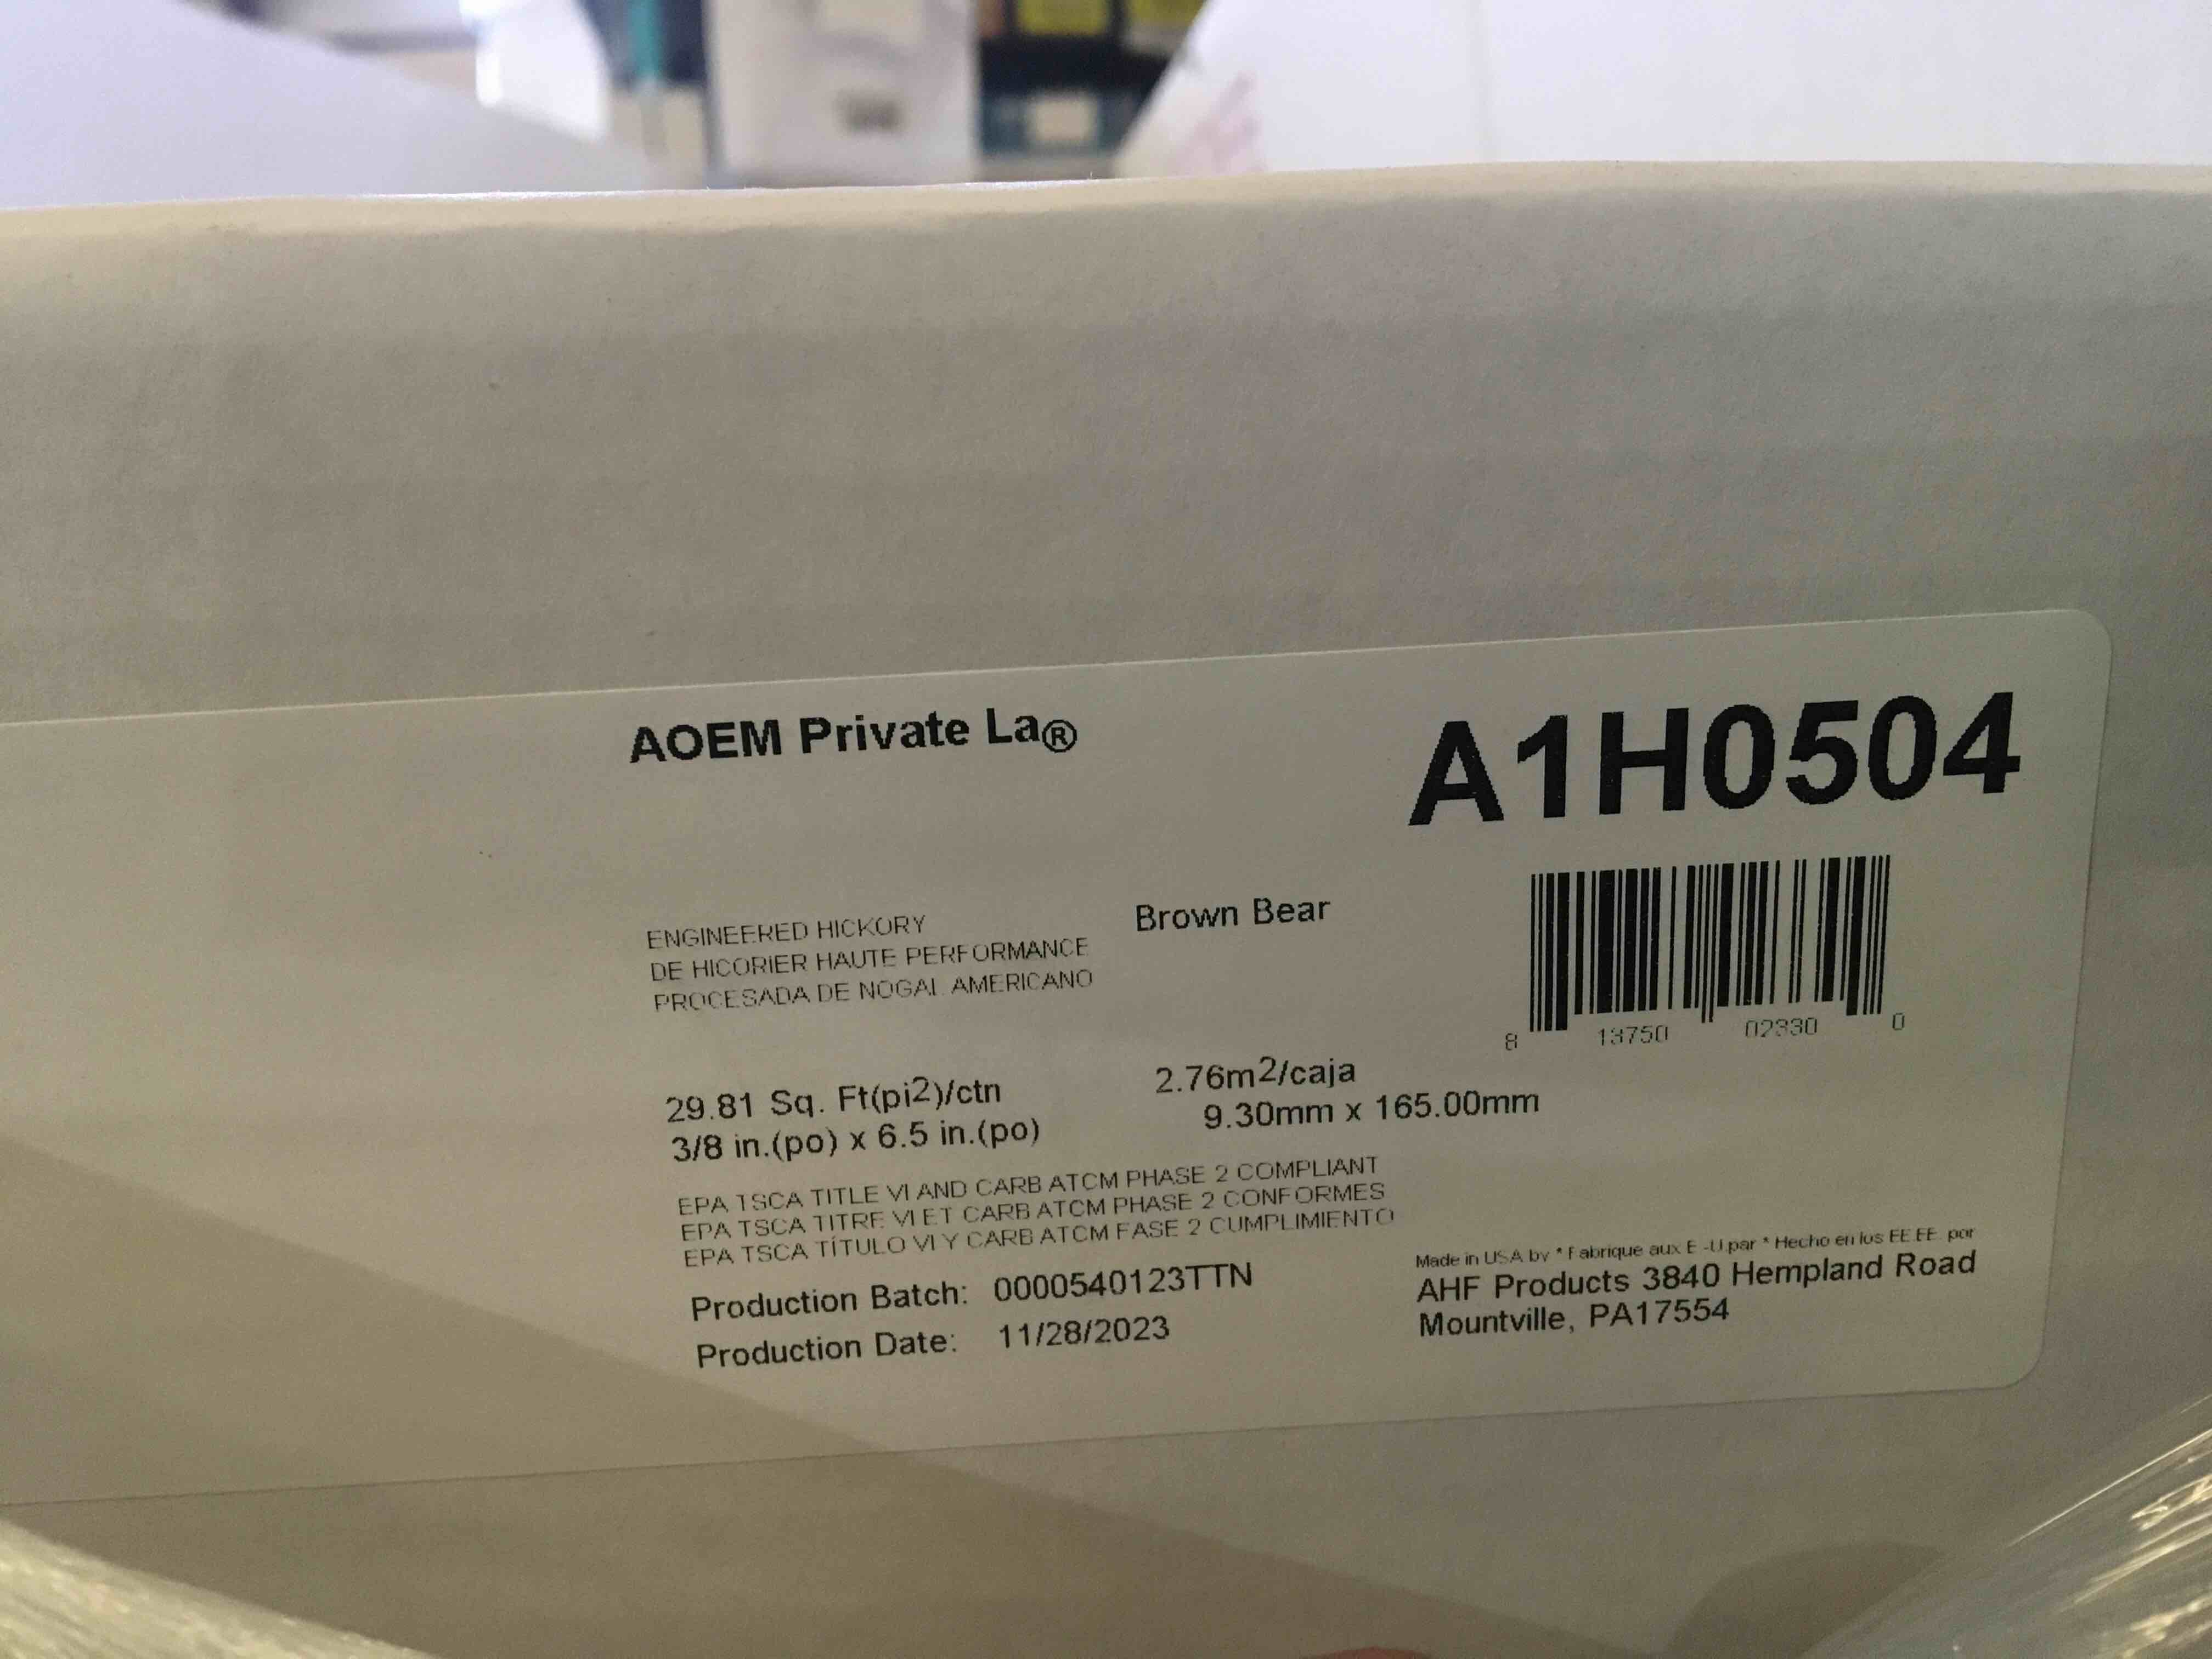 AOEM Private La®
A1H0504
ENGINEERED HICKORY
DE HICORIER HAUTE PERFORMANCE
PROCESADA DE NOGAL AMERICANO
Brown Bear
8 13750 02330 0
29.81 Sq. Ft(pi2)/ctn
2.76m2/caja
3/8 in.(po) x 6.5 in.(po)
9.30mm x 165.00mm
EPA TSCA TITLE VI AND CARB ATCM PHASE 2 COMPLIANT
EPA TSCA TITRE VI ET CARB ATCM PHASE 2 CONFORMES
EPA TSCA TÍTULO VI Y CARB ATCM FASE 2 CUMPLIMIENTO
Production Batch: 0000540123TTN
Production Date: 11/28/2023
Made in USA by * Fabrique aux E.-U par * Hecho en los EE.EE. por
AHF Products 3840 Hempland Road
Mountville, PA17554